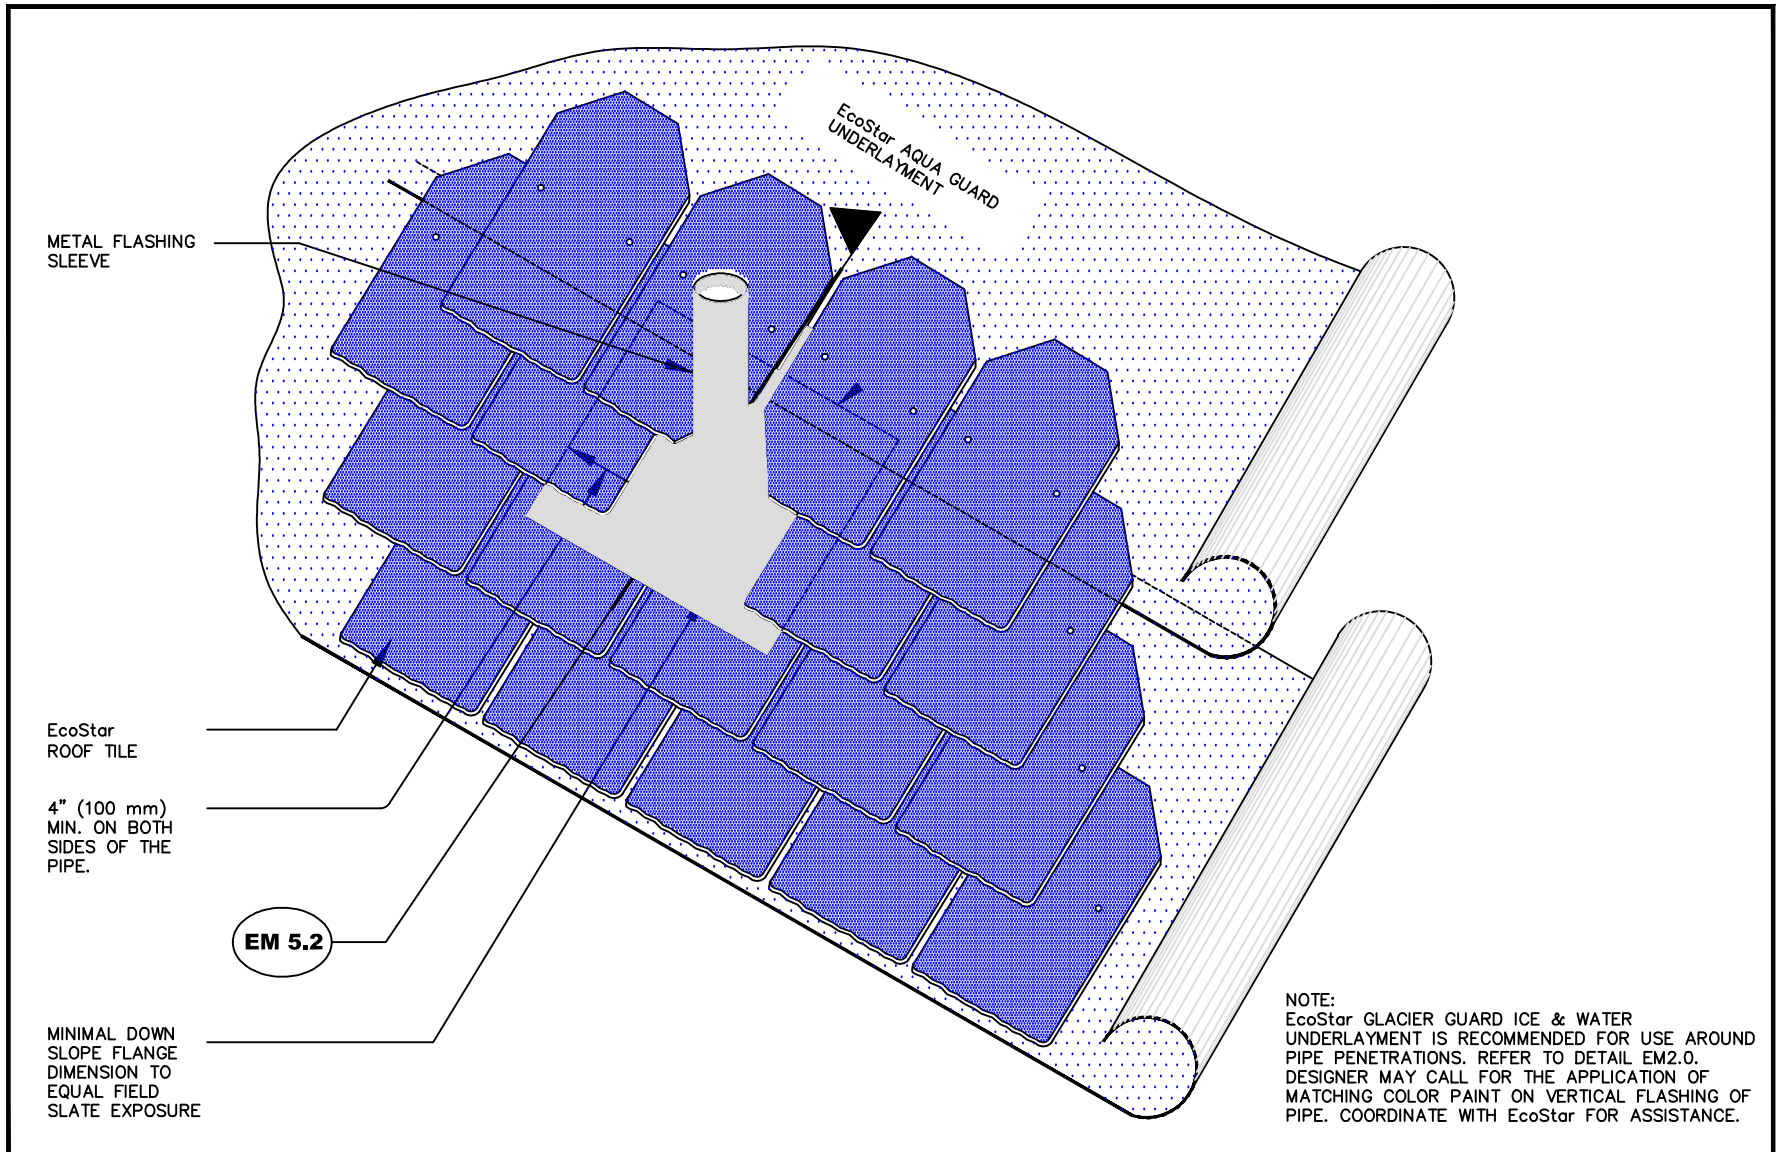 EcoStar AQUA GUARD
UNDERLAYMENT
METAL FLASHING
SLEEVE
EcoStar
ROOF TILE
4" (100 mm)
MIN. ON BOTH
SIDES OF THE
PIPE.
EM 5.2
MINIMAL DOWN
SLOPE FLANGE
DIMENSION TO
EQUAL FIELD
SLATE EXPOSURE
NOTE:
EcoStar GLACIER GUARD ICE & WATER
UNDERLAYMENT IS RECOMMENDED FOR USE AROUND
PIPE PENETRATIONS. REFER TO DETAIL EM2.0.
DESIGNER MAY CALL FOR THE APPLICATION OF
MATCHING COLOR PAINT ON VERTICAL FLASHING OF
PIPE. COORDINATE WITH EcoStar FOR ASSISTANCE.